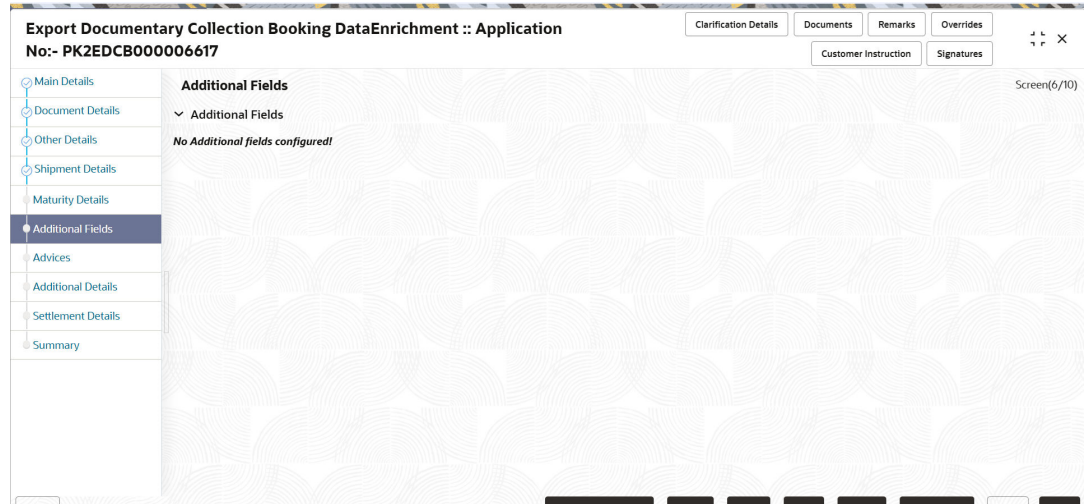 Export Documentary Collection Booking DataEnrichment :: Application
No:- PK2EDCB000006617
Clarification Details
Documents
Remarks
Overrides
Customer Instruction
Signatures
Main Details
Document Details
Other Details
Shipment Details
Maturity Details
Additional Fields
Advices
Additional Details
Settlement Details
Summary
Additional Fields
Screen(6/10)
Additional Fields
No Additional fields configured!